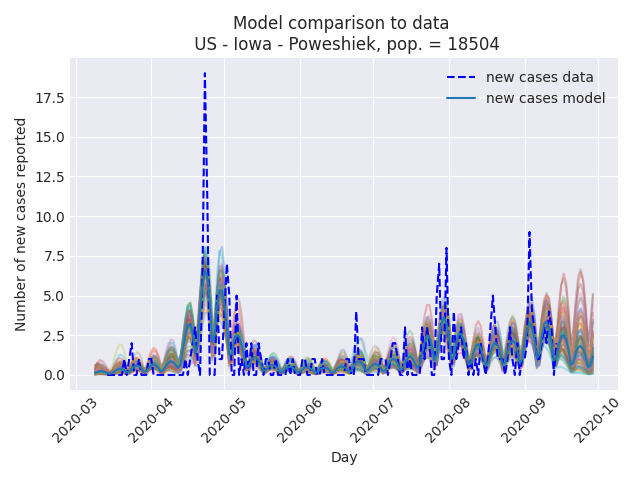 Model comparison to data
US - Iowa - Poweshiek, pop. = 18504
new cases data
new cases model
Number of new cases reported
17.5
15.0
12.5
10.0
7.5
5.0
2.5
0.0
2020-03
2020-04
2020-05
2020-06
2020-07
2020-08
2020-09
2020-10
Day